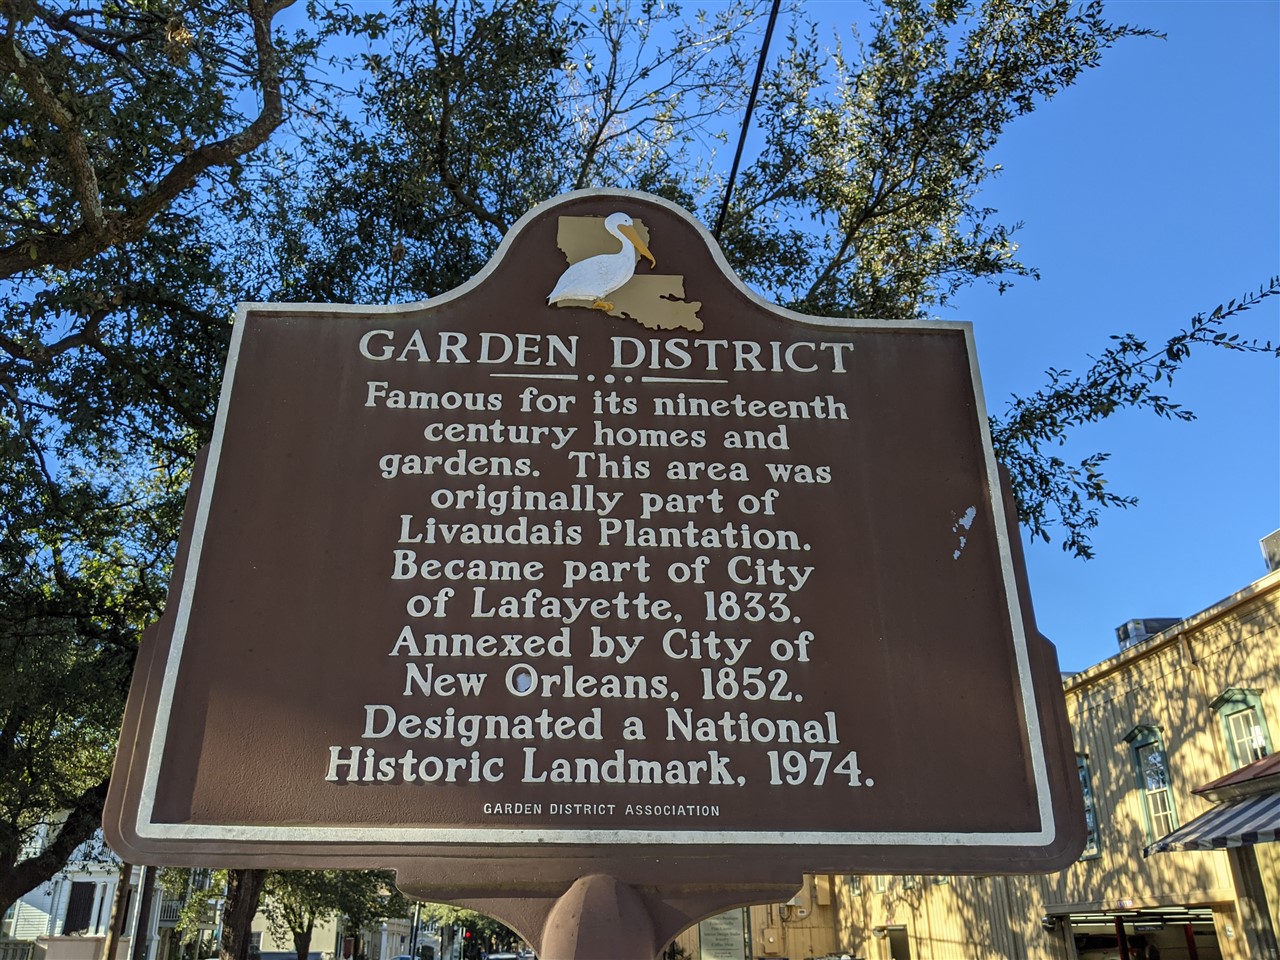 GARDEN DISTRICT
Famous for its nineteenth
century homes and
gardens. This area was
originally part of
Livaudais Plantation.
Became part of City
of Lafayette, 1833.
Annexed by City of
New Orleans, 1852.
Designated a National
Historic Landmark, 1974.
GARDEN DISTRICT ASSOCIATION